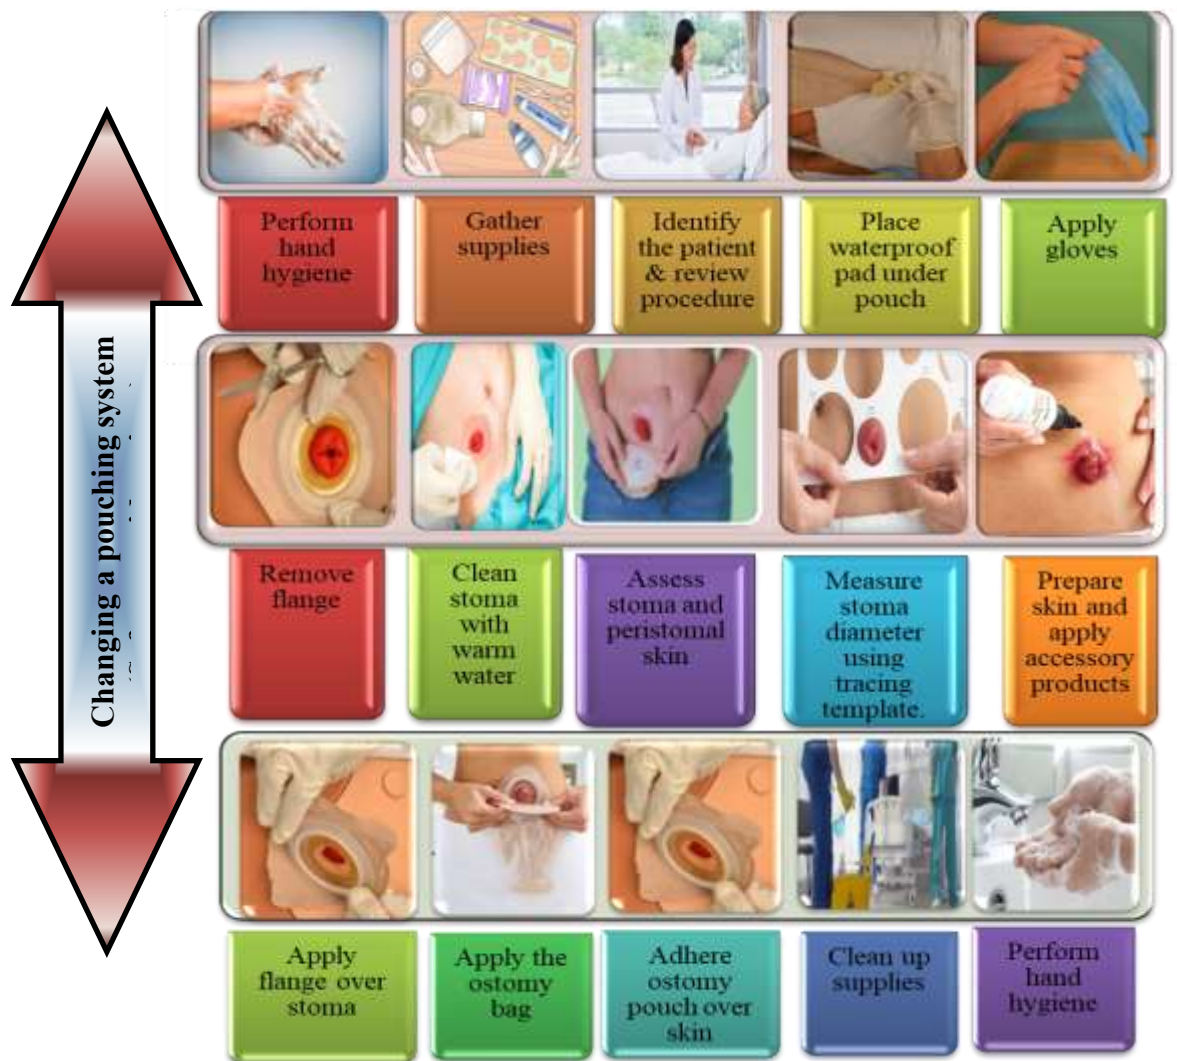 Changing a pouching system
Perform
hand
hygiene
Gather
supplies
Identify
the patient
& review
procedure
Place
waterproof
pad under
pouch
Apply
gloves
Remove
flange
Clean
stoma
with
warm
water
Assess
stoma and
peristomal
skin
Measure
stoma
diameter
using
tracing
template.
Prepare
skin and
apply
accessory
products
Apply
flange over
stoma
Apply the
ostomy
bag
Adhere
ostomy
pouch over
skin
Clean up
supplies
Perform
hand
hygiene